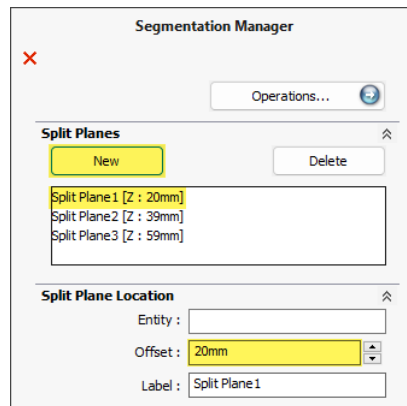 Segmentation Manager
Operations...
Split Planes
New Delete
Split Plane1 [Z : 20mm]
Split Plane2 [Z : 39mm]
Split Plane3 [Z : 59mm]
Split Plane Location
Entity :
Offset : 20mm
Label : Split Plane1